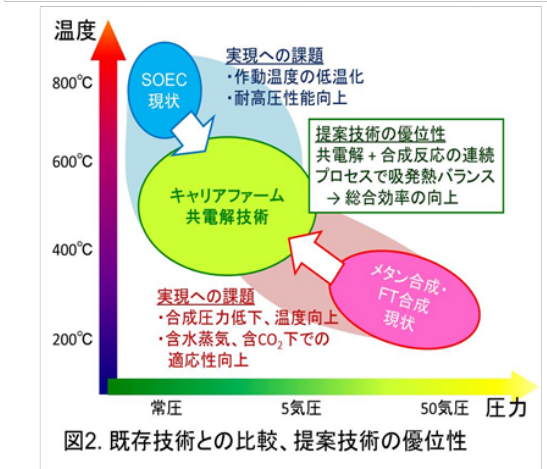 温度
800℃
600℃
400℃
200℃
SOEC
現状
実現への課題
・作動温度の低温化
・耐高圧性能向上
提案技術の優位性
共電解 + 合成反応の連続
プロセスで吸発熱バランス
→ 総合効率の向上
キャリアファーム
共電解技術
メタン合成・
FT合成
現状
実現への課題
・合成圧力低下、温度向上
・含水蒸気、含CO₂下での
適応性向上
常圧
5気圧
50気圧
圧力
図2. 既存技術との比較、提案技術の優位性